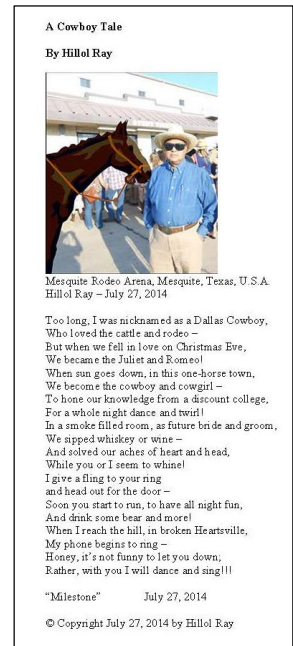 A Cowboy Tale
By Hillol Ray
Mesquite Rodeo Arena, Mesquite, Texas, U.S.A.
Hillol Ray – July 27, 2014
Too long, I was nicknamed as a Dallas Cowboy,
Who loved the cattle and rodeo –
But when we fell in love on Christmas Eve,
We became the Juliet and Romeo!
When sun goes down, in this one-horse town,
We become the cowboy and cowgirl –
To hone our knowledge from a discount college,
For a whole night dance and twirl!
In a smoke filled room, as future bride and groom,
We sipped whiskey or wine –
And solved our aches of heart and head,
While you or I seem to whine!
I give a fling to your ring
and head out for the door –
Soon you start to run, to have all night fun,
And drink some bear and more!
When I reach the hill, in broken Heartsville,
My phone begins to ring –
Honey, it's not funny to let you down;
Rather, with you I will dance and sing!!!
“Milestone” July 27, 2014
© Copyright July 27, 2014 by Hillol Ray